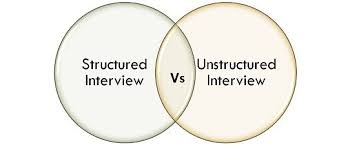 Structured
Interview
Vs
Unstructured
Interview